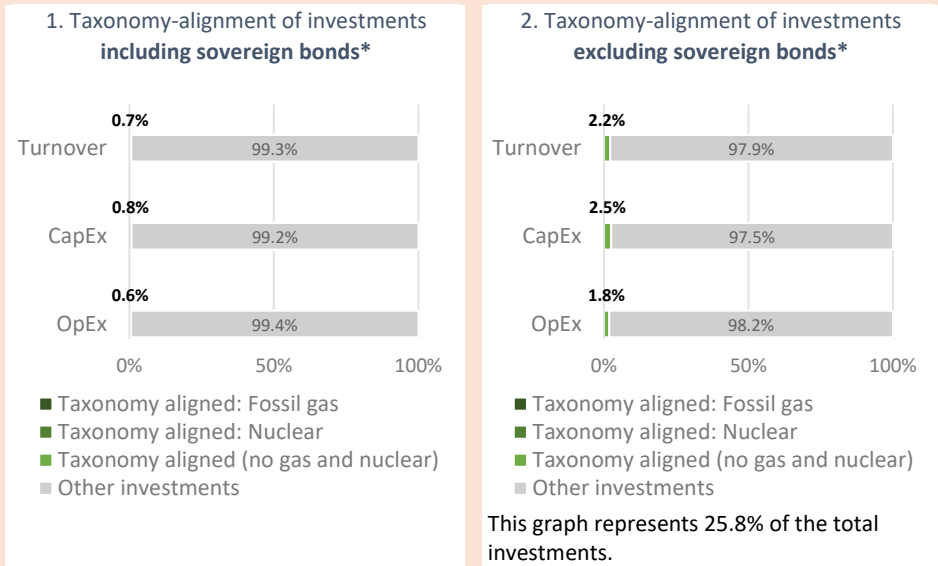 1. Taxonomy-alignment of investments
including sovereign bonds*
0.7%
Turnover
99.3%
0.8%
CapEx
99.2%
0.6%
OpEx
99.4%
0% 50% 100%
Taxonomy aligned: Fossil gas
Taxonomy aligned: Nuclear
Taxonomy aligned (no gas and nuclear)
Other investments
2. Taxonomy-alignment of investments
excluding sovereign bonds*
2.2%
Turnover
97.9%
2.5%
CapEx
97.5%
1.8%
OpEx
98.2%
0% 50% 100%
Taxonomy aligned: Fossil gas
Taxonomy aligned: Nuclear
Taxonomy aligned (no gas and nuclear)
Other investments
This graph represents 25.8% of the total
investments.